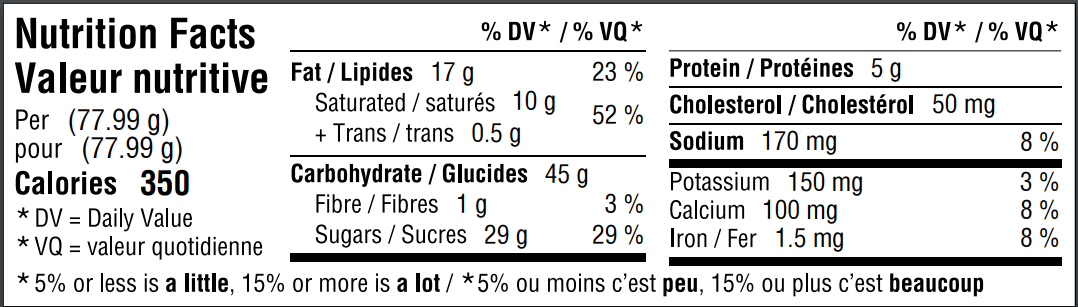 Nutrition Facts
Valeur nutritive
Per (77.99 g)
pour (77.99 g)
Calories 350
* DV = Daily Value
* VQ = valeur quotidienne
% DV* / % VQ*
Fat / Lipides 17 g 23 %
Saturated / saturés 10 g
52 %
+ Trans / trans 0.5 g
Carbohydrate / Glucides 45 g
Fibre / Fibres 1 g 3 %
Sugars / Sucres 29 g 29 %
% DV* / % VQ*
Protein / Protéines 5 g
Cholesterol / Cholestérol 50 mg
Sodium 170 mg 8 %
Potassium 150 mg 3 %
Calcium 100 mg 8 %
Iron / Fer 1.5 mg 8 %
* 5% or less is a little, 15% or more is a lot / *5% ou moins c'est peu, 15% ou plus c'est beaucoup